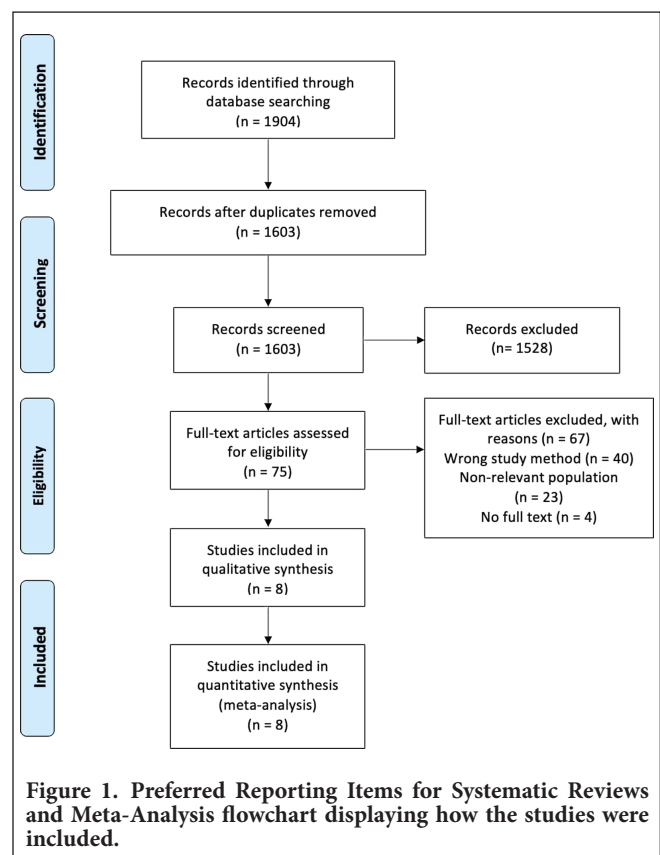 Identification
Records identified through
database searching
(n = 1904)
Records after duplicates removed
(n = 1603)
Screening
Records screened
(n = 1603)
Records excluded
(n= 1528)
Eligibility
Full-text articles assessed
for eligibility
(n = 75)
Full-text articles excluded, with
reasons (n = 67)
Wrong study method (n = 40)
Non-relevant population
(n = 23)
No full text (n = 4)
Studies included in
qualitative synthesis
(n = 8)
Included
Studies included in
quantitative synthesis
(meta-analysis)
(n = 8)
Figure 1. Preferred Reporting Items for Systematic Reviews
and Meta-Analysis flowchart displaying how the studies were
included.